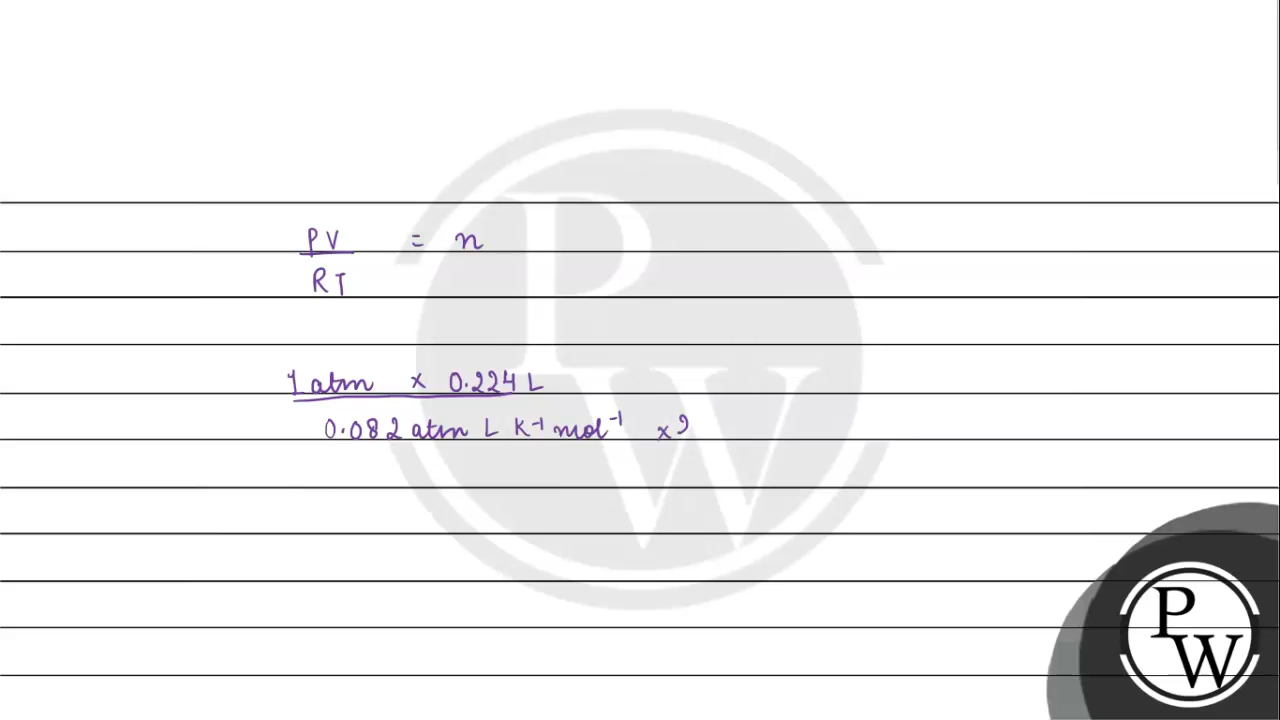 PV = n
RT
1 atm x 0.224 L
0.082 atm L K⁻¹ mol⁻¹ x
P
W
P
W